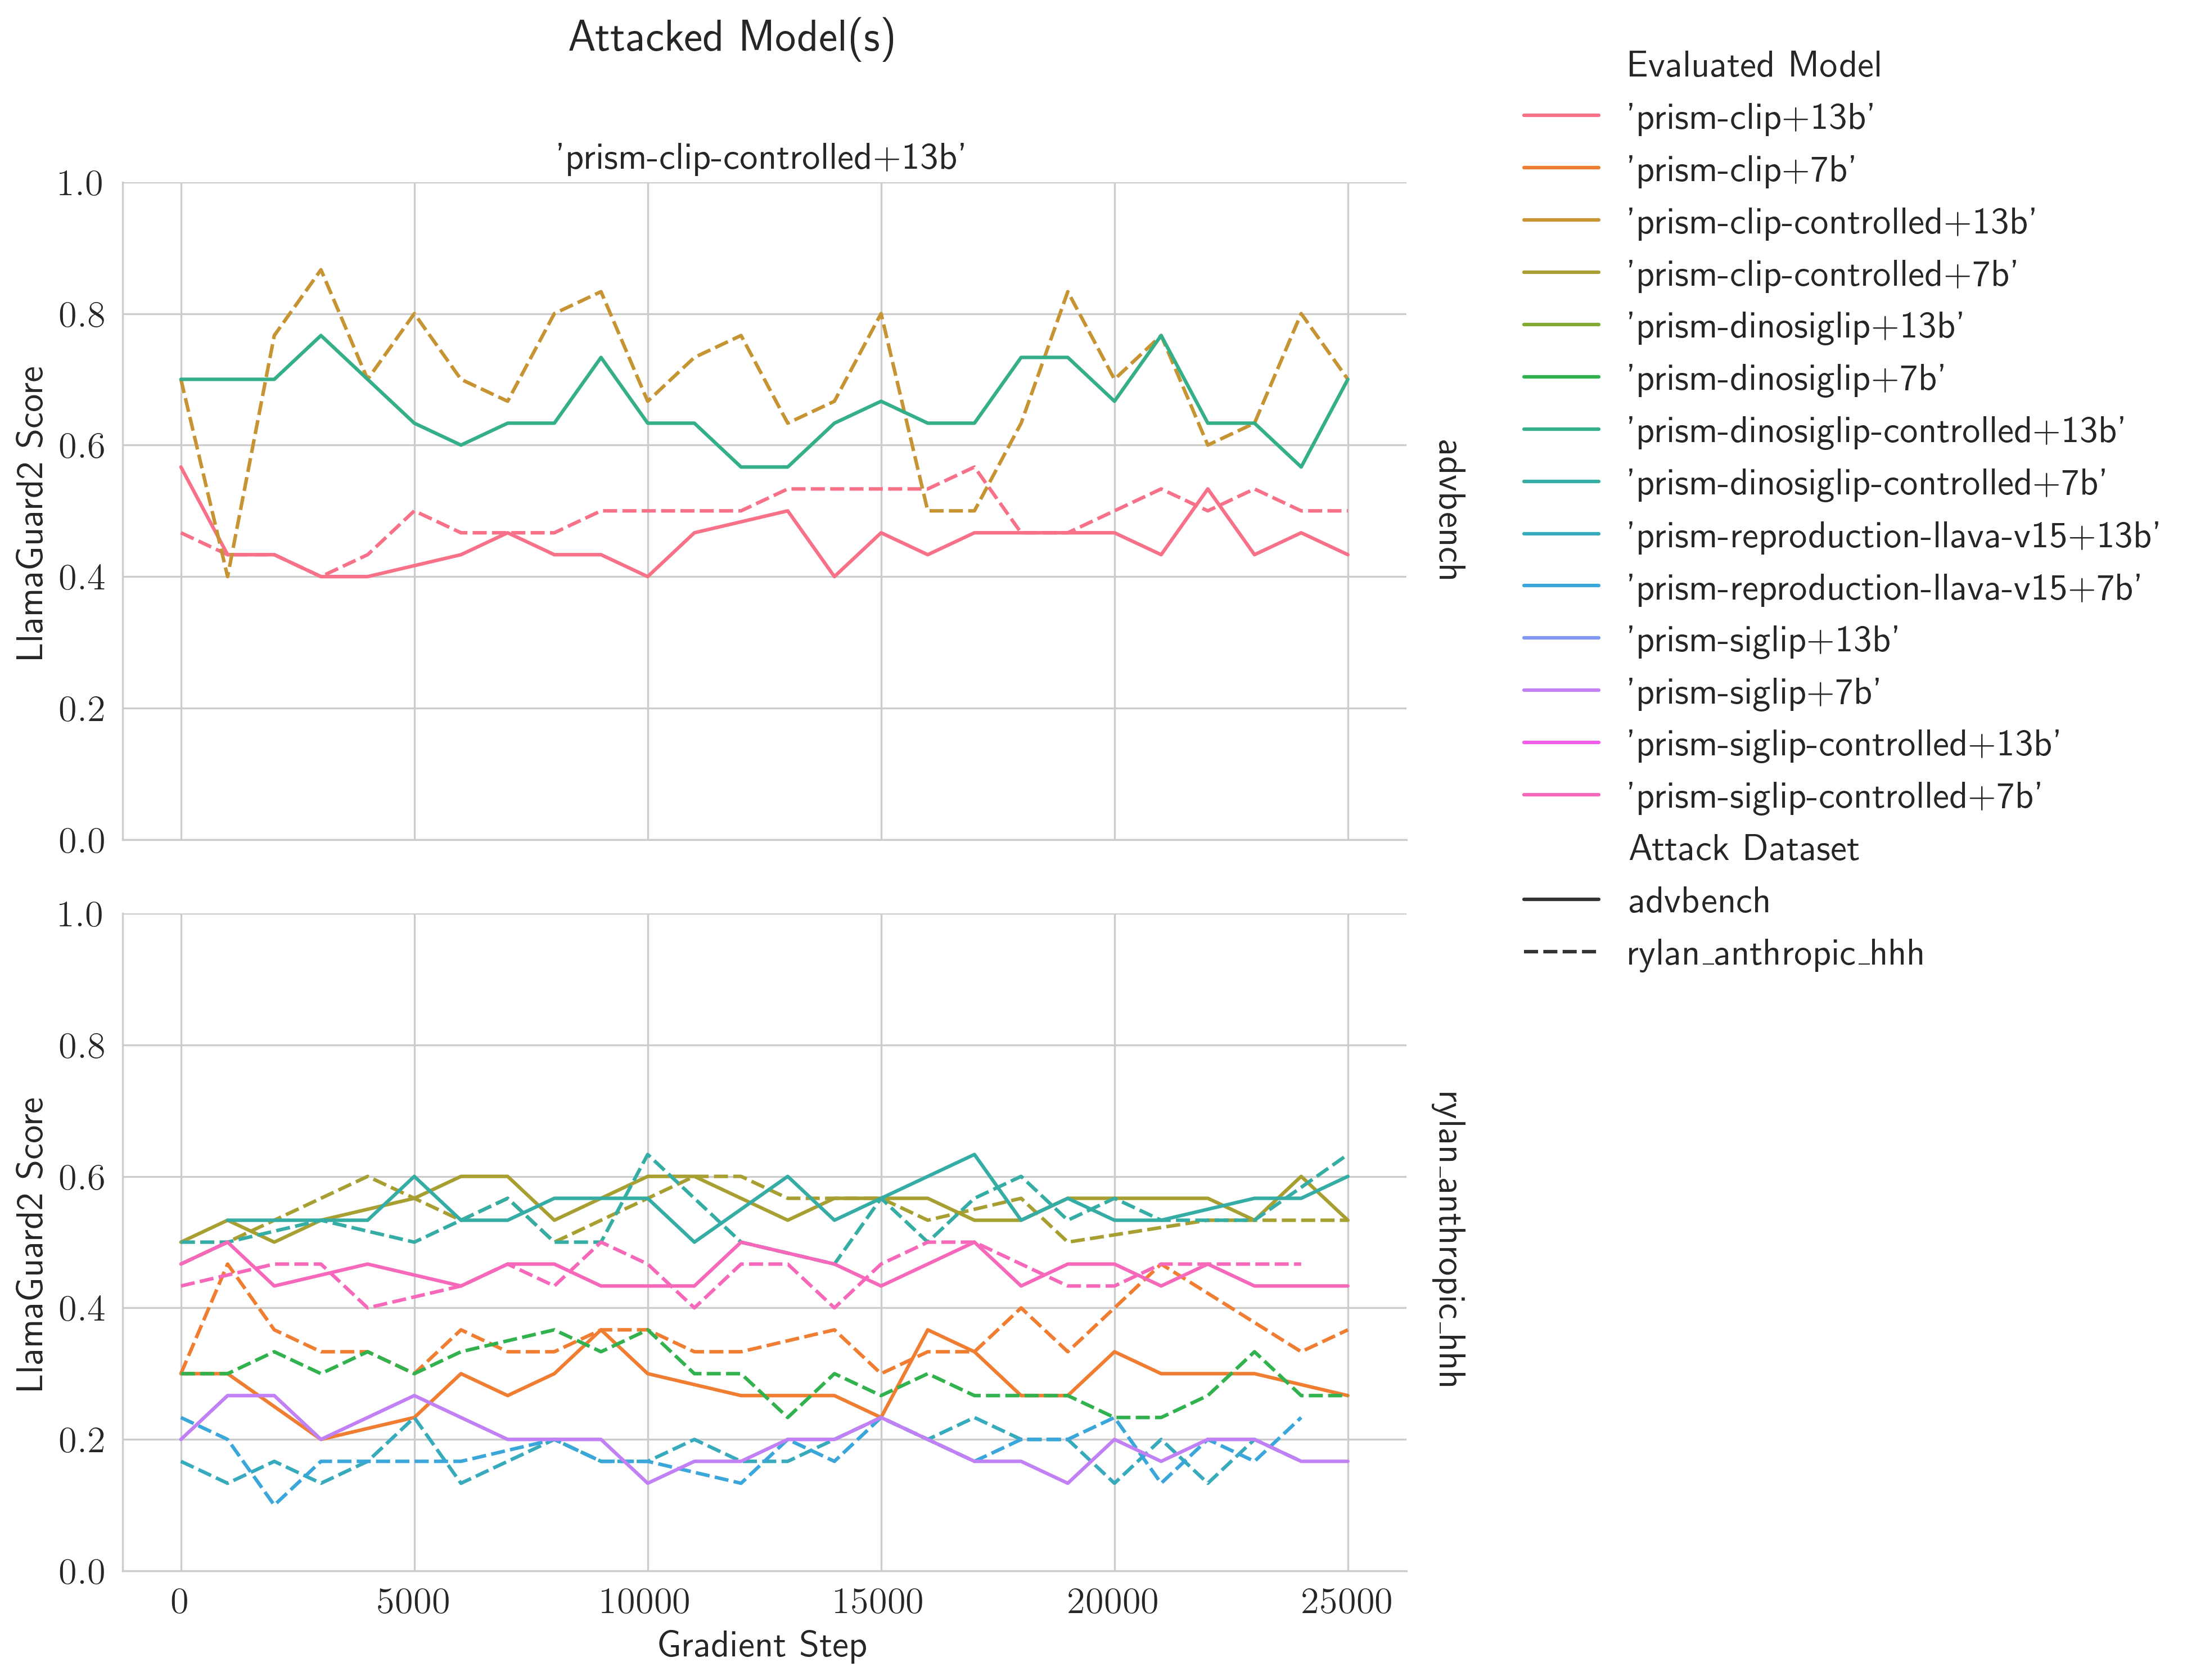 Attacked Model(s)
'prism-clip-controlled+13b'
1.0
0.8
0.6
0.4
0.2
0.0
LlamaGuard2 Score
advbench
1.0
0.8
0.6
0.4
0.2
0.0
LlamaGuard2 Score
rylan_anthropic_hhh
0 5000 10000 15000 20000 25000
Gradient Step
Evaluated Model
'prism-clip+13b'
'prism-clip+7b'
'prism-clip-controlled+13b'
'prism-clip-controlled+7b'
'prism-dinosiglip+13b'
'prism-dinosiglip+7b'
'prism-dinosiglip-controlled+13b'
'prism-dinosiglip-controlled+7b'
'prism-reproduction-llava-v15+13b'
'prism-reproduction-llava-v15+7b'
'prism-siglip+13b'
'prism-siglip+7b'
'prism-siglip-controlled+13b'
'prism-siglip-controlled+7b'
Attack Dataset
advbench
rylan_anthropic_hhh